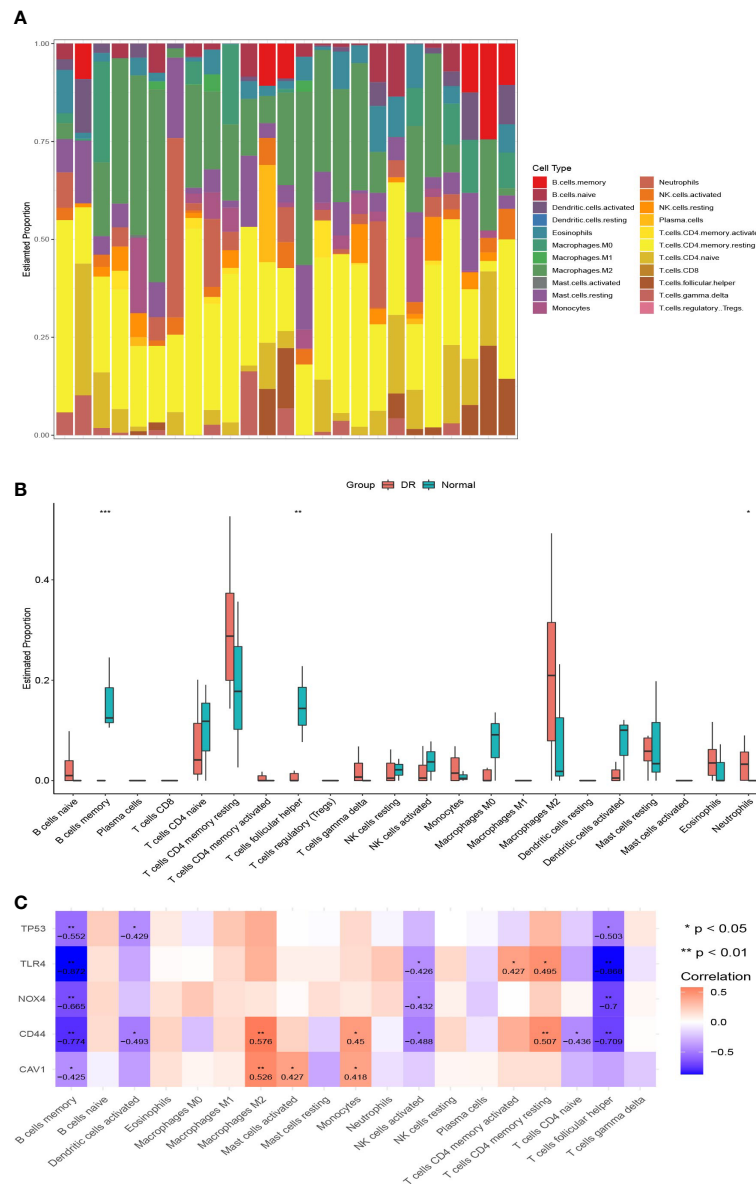 A
1.00
0.75
0.50
0.25
0.00
Estiamted Proportion
Cell Type
B.cells.memory
B.cells.naive
Dendritic.cells.activated
Dendritic.cells.resting
Eosinophils
Macrophages.M0
Macrophages.M1
Macrophages.M2
Mast.cells.activated
Mast.cells.resting
Monocytes
Neutrophils
NK.cells.activated
NK.cells.resting
Plasma.cells
T.cells.CD4.memory.activate
T.cells.CD4.memory.resting
T.cells.CD4.naive
T.cells.CD8
T.cells.follicular.helper
T.cells.gamma.delta
T.cells.regulatory..Tregs.
B
Group DR Normal
*** ** *
0.4
0.2
0.0
Estimated Proportion
B cells naive
B cells memory
Plasma cells
T cells CD8
T cells CD4 naive
T cells CD4 memory resting
T cells CD4 memory activated
T cells follicular helper
T cells regulatory (Tregs)
T cells gamma delta
NK cells resting
NK cells activated
Monocytes
Macrophages M0
Macrophages M1
Macrophages M2
Dendritic cells resting
Dendritic cells activated
Mast cells resting
Mast cells activated
Eosinophils
Neutrophils
C
TP53
** * *
−0.552 −0.429 −0.503
TLR4
** * * * **
−0.426 0.427 0.495
NOX4
** * **
−0.665 −0.432 −0.7
CD44
** * ** * * ** * **
−0.774 −0.493 0.576 0.45 −0.488 0.507 −0.436 −0.709
CAV1
* ** * *
−0.425 0.526 0.427 0.418
B cells memory
B cells naive
Dendritic cells activated
Eosinophils
Macrophages M0
Macrophages M1
Macrophages M2
Mast cells activated
Mast cells resting
Monocytes
Neutrophils
NK cells activated
NK cells resting
Plasma cells
T cells CD4 memory activated
T cells CD4 memory resting
T cells CD4 naive
T cells follicular helper
T cells gamma delta
* p < 0.05
** p < 0.01
Correlation
0.5
0.0
−0.5